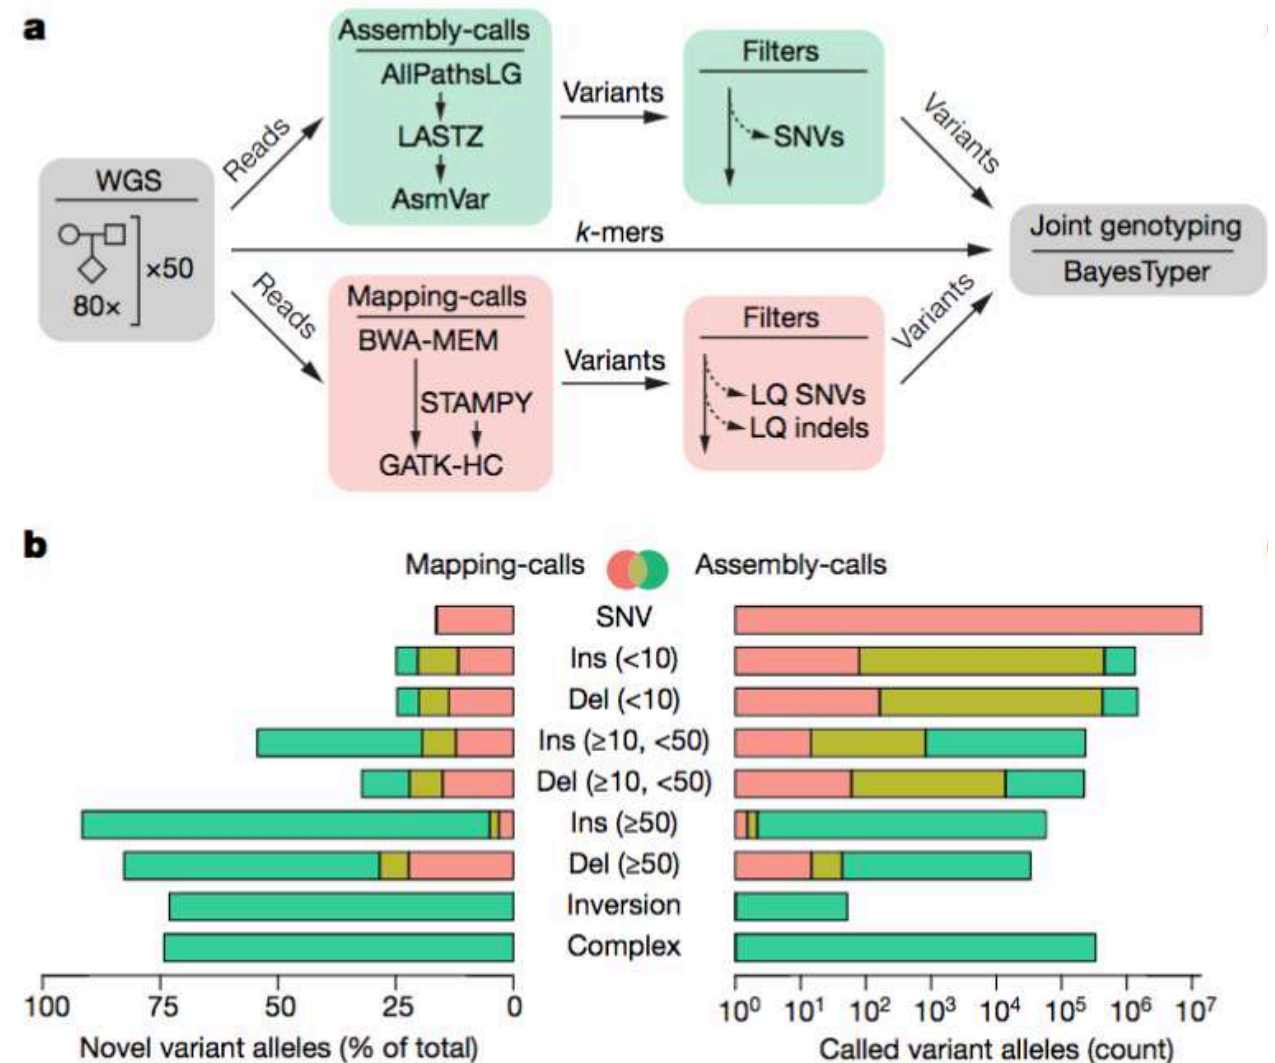 a
Assembly-calls
AllPathsLG
LASTZ
AsmVar
Variants
Filters
SNVs
Variants
Reads
WGS
×50
80×
k-mers
Joint genotyping
BayesTyper
Reads
Mapping-calls
BWA-MEM
STAMPY
GATK-HC
Variants
Filters
LQ SNVs
LQ indels
Variants
b
Mapping-calls Assembly-calls
SNV
Ins (<10)
Del (<10)
Ins (≥10, <50)
Del (≥10, <50)
Ins (≥50)
Del (≥50)
Inversion
Complex
100 75 50 25 0
Novel variant alleles (% of total)
10⁰ 10¹ 10² 10³ 10⁴ 10⁵ 10⁶ 10⁷
Called variant alleles (count)